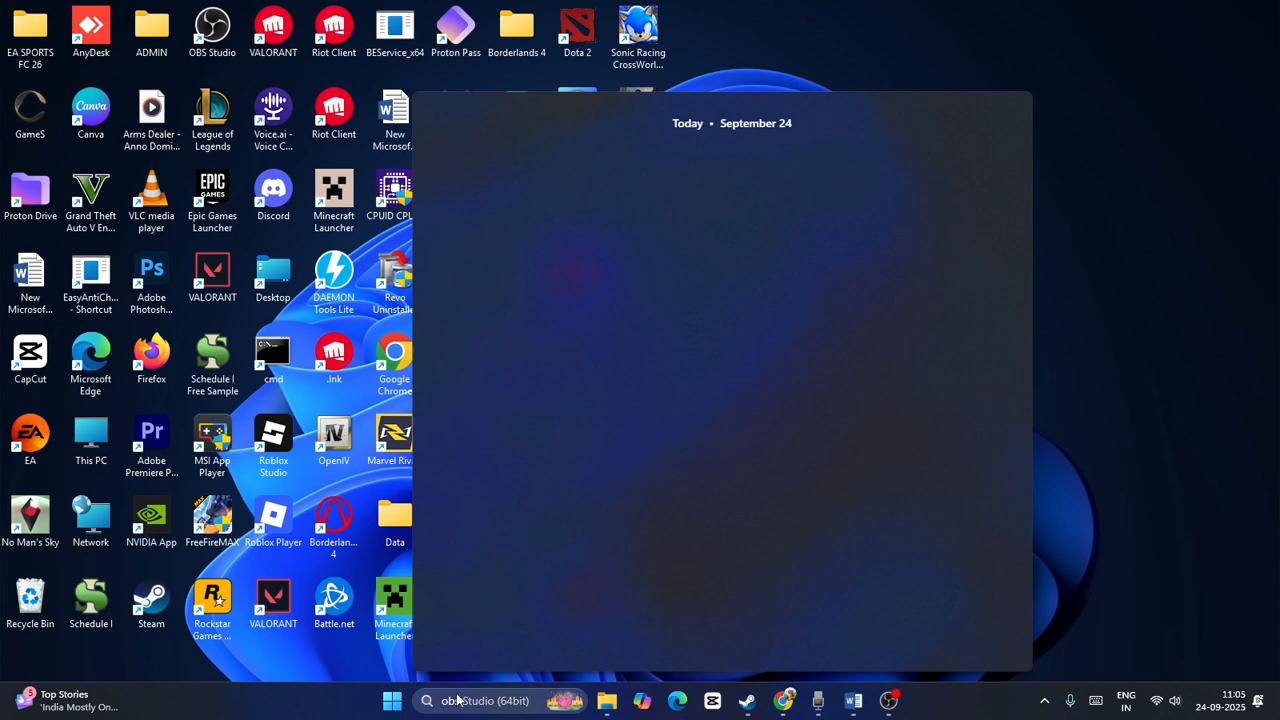 EA SPORTS FC 26
AnyDesk
ADMIN
OBS Studio
VALORANT
Riot Client
BEService_x64
Proton Pass
Borderlands 4
Dota 2
Sonic Racing CrossWorl...
GameS
Canva
Arms Dealer - Anno Domi...
League of Legends
Voice.ai - Voice C...
Riot Client
New Microsof...
Today • September 24
Proton Drive
Grand Theft Auto V En...
VLC media player
Epic Games Launcher
Discord
Minecraft Launcher
CPUID CPU
New Microsof...
EasyAntiCh... - Shortcut
Adobe Photosh...
VALORANT
Desktop
DAEMON Tools Lite
Revo Uninstalle
CapCut
Microsoft Edge
Firefox
Schedule I Free Sample
cmd
.lnk
Google Chrome
EA
This PC
Adobe Premiere P...
MSI App Player
Roblox Studio
OpenIV
Marvel Riv
No Man's Sky
Network
NVIDIA App
FreeFireMAX
Roblox Player
Borderlan... 4
Data
Recycle Bin
Schedule I
Steam
Rockstar Games ...
VALORANT
Battle.net
Minecraft Launcher
5
Top Stories
'India Mostly On...
obs Studio (64bit)
ENG
IN
11:05
24-09-2025